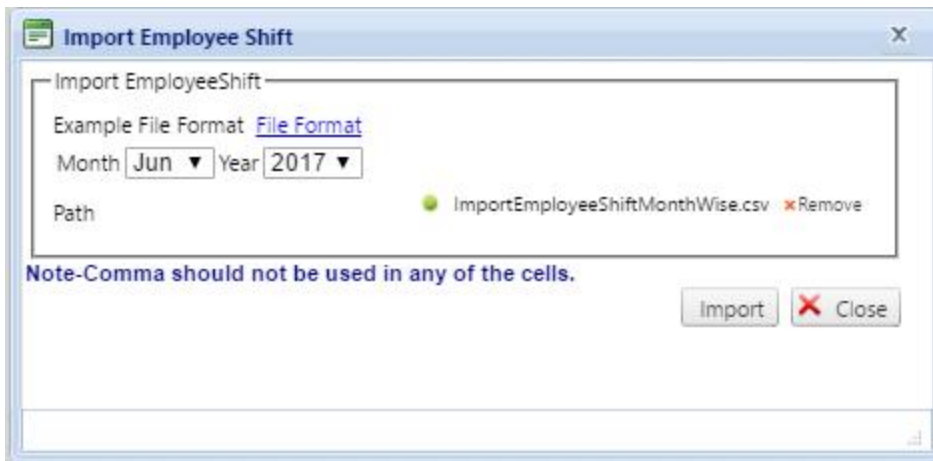 Import Employee Shift
Import EmployeeShift
Example File Format File Format
Month Jun Year 2017
Path ImportEmployeeShiftMonthWise.csv Remove
Note-Comma should not be used in any of the cells.
Import Close